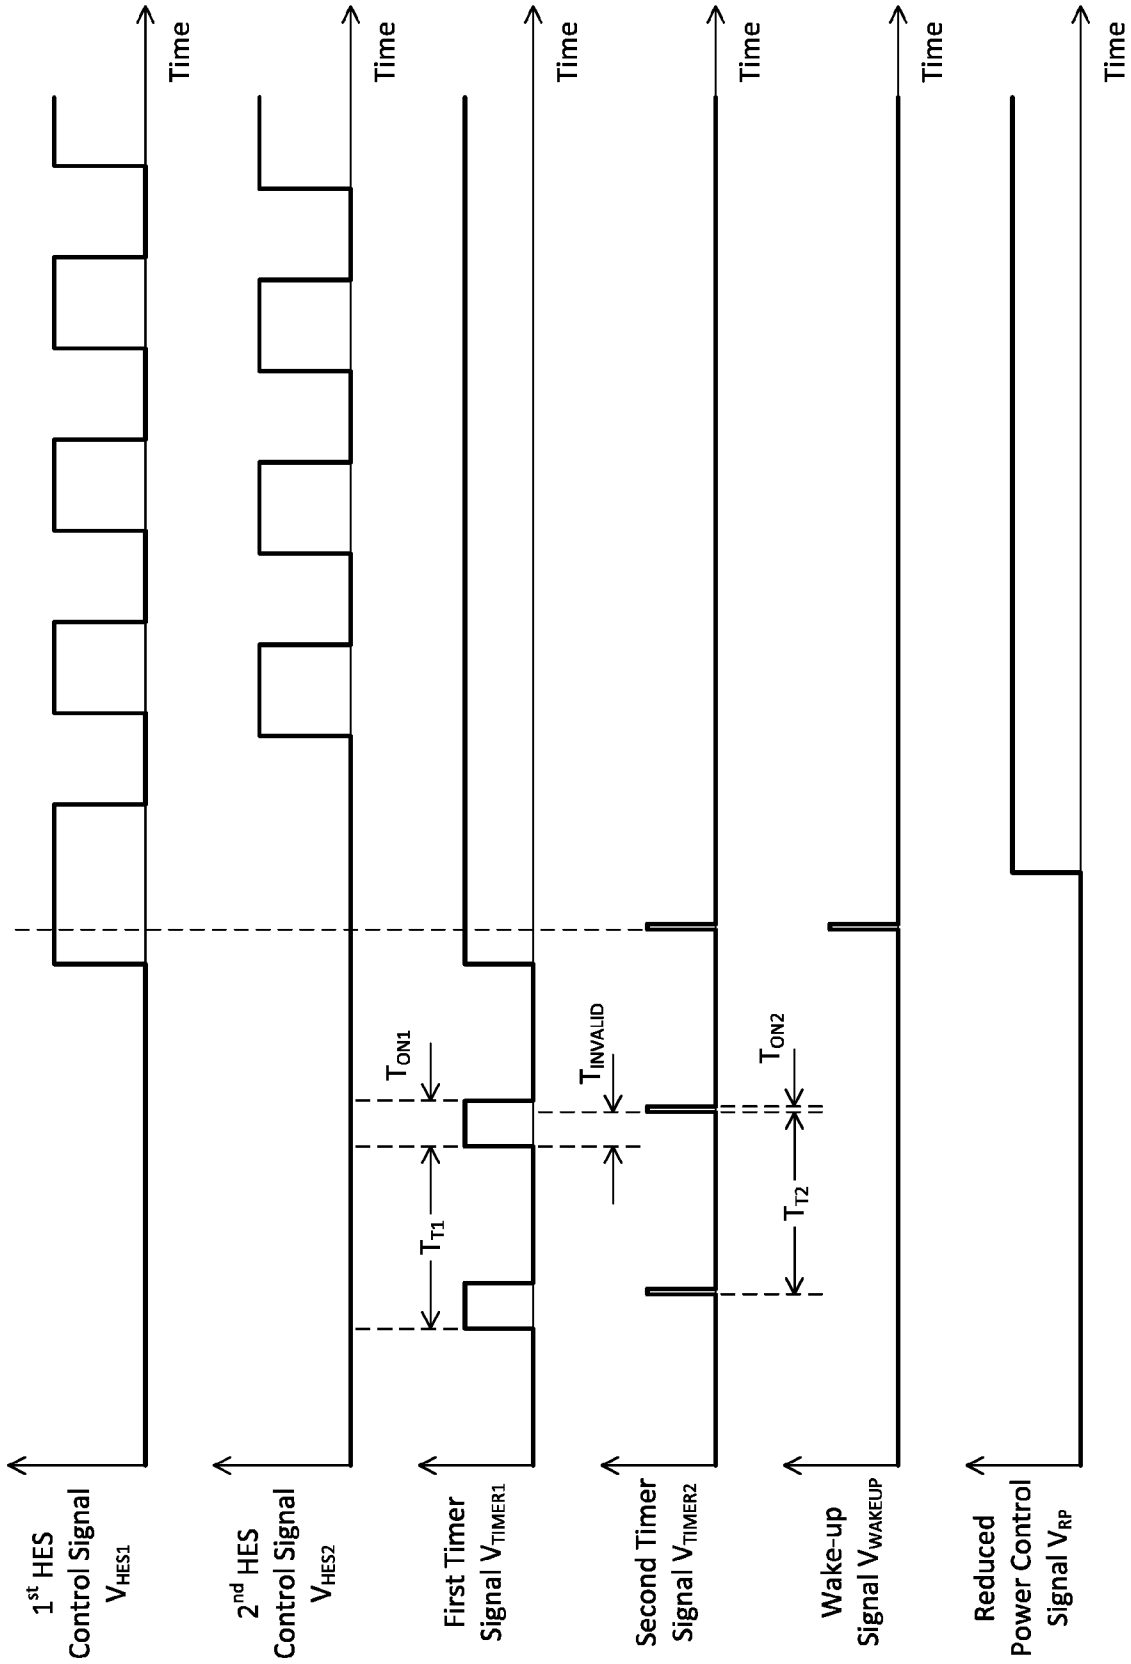 1st HES
Control Signal
VHES1
Time
2nd HES
Control Signal
VHES2
Time
First Timer
Signal VTIMER1
TT1
TON1
Time
Second Timer
Signal VTIMER2
TINVALID
Time
Wake-up
Signal VWAKEUP
TT2
TON2
Time
Reduced
Power Control
Signal VRP
Time